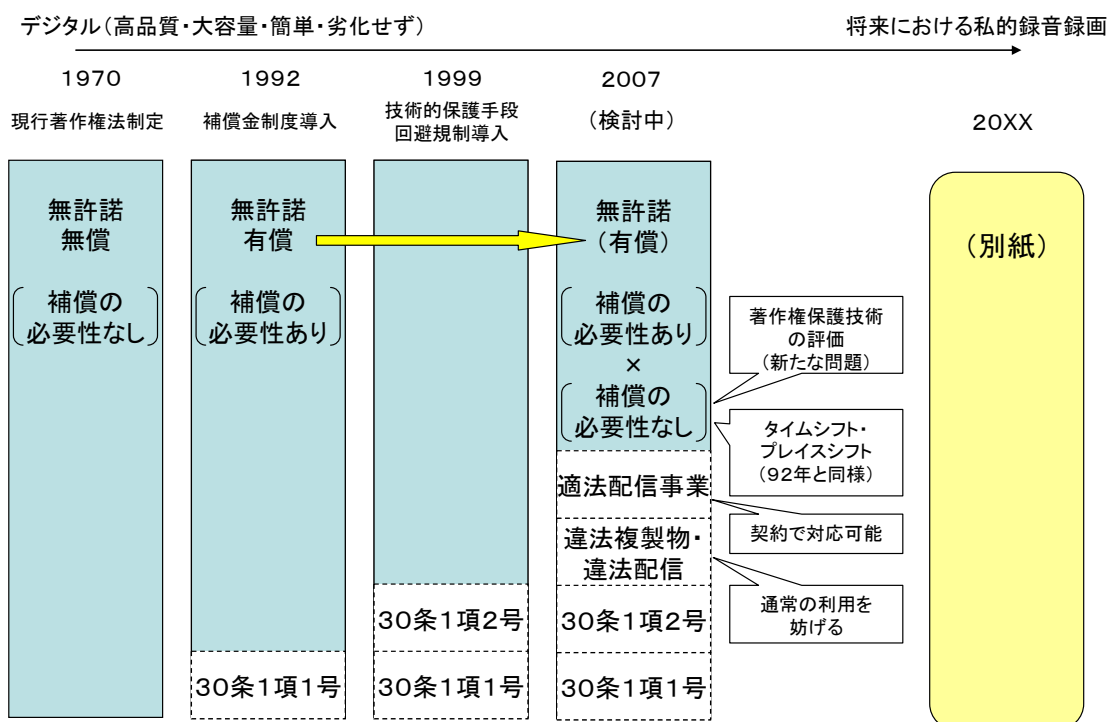 デジタル(高品質・大容量・簡単・劣化せず)
将来における私的録音録画
1970
現行著作権法制定
1992
補償金制度導入
1999
技術的保護手段
回避規制導入
2007
(検討中)
20XX
無許諾
無償
補償の
必要性なし
無許諾
有償
補償の
必要性あり
30条1項1号
30条1項2号
30条1項1号
無許諾
(有償)
補償の
必要性あり
×
補償の
必要性なし
適法配信事業
違法複製物・
違法配信
30条1項2号
30条1項1号
著作権保護技術
の評価
(新たな問題)
タイムシフト・
プレイスシフト
(92年と同様)
契約で対応可能
通常の利用を
妨げる
(別紙)